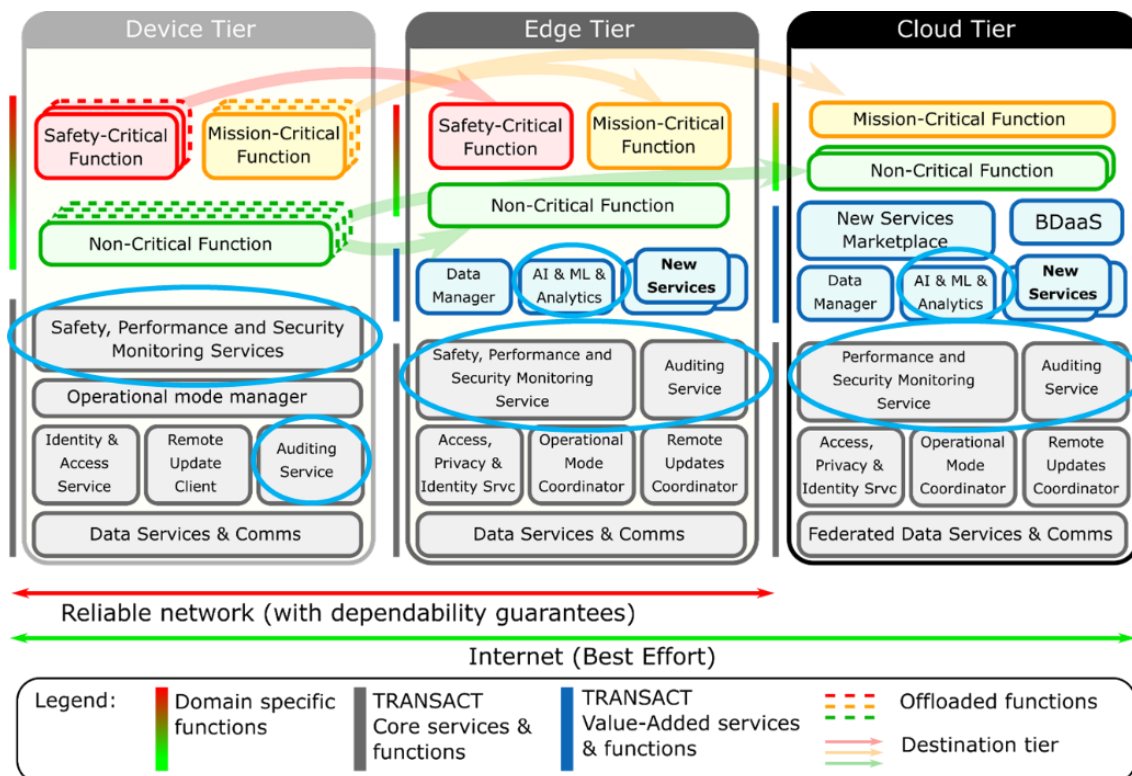 Device Tier
Edge Tier
Cloud Tier
Safety-Critical
Function
Mission-Critical
Function
Non-Critical Function
Safety, Performance and Security
Monitoring Services
Operational mode manager
Identity &
Access
Service
Remote
Update
Client
Auditing
Service
Data Services & Comms
Safety-Critical
Function
Mission-Critical
Function
Non-Critical Function
Data
Manager
AI & ML &
Analytics
New
Services
Safety, Performance and
Security Monitoring
Service
Auditing
Service
Access,
Privacy &
Identity Srvc
Operational
Mode
Coordinator
Remote
Updates
Coordinator
Data Services & Comms
Mission-Critical Function
Non-Critical Function
New Services
Marketplace
BDaaS
Data
Manager
AI & ML &
Analytics
New
Services
Performance and
Security Monitoring
Service
Auditing
Service
Access,
Privacy &
Identity Srvc
Operational
Mode
Coordinator
Remote
Updates
Coordinator
Federated Data Services & Comms
Reliable network (with dependability guarantees)
Internet (Best Effort)
Legend:
Domain specific
functions
TRANSACT
Core services &
functions
TRANSACT
Value-Added services
& functions
Offloaded functions
Destination tier